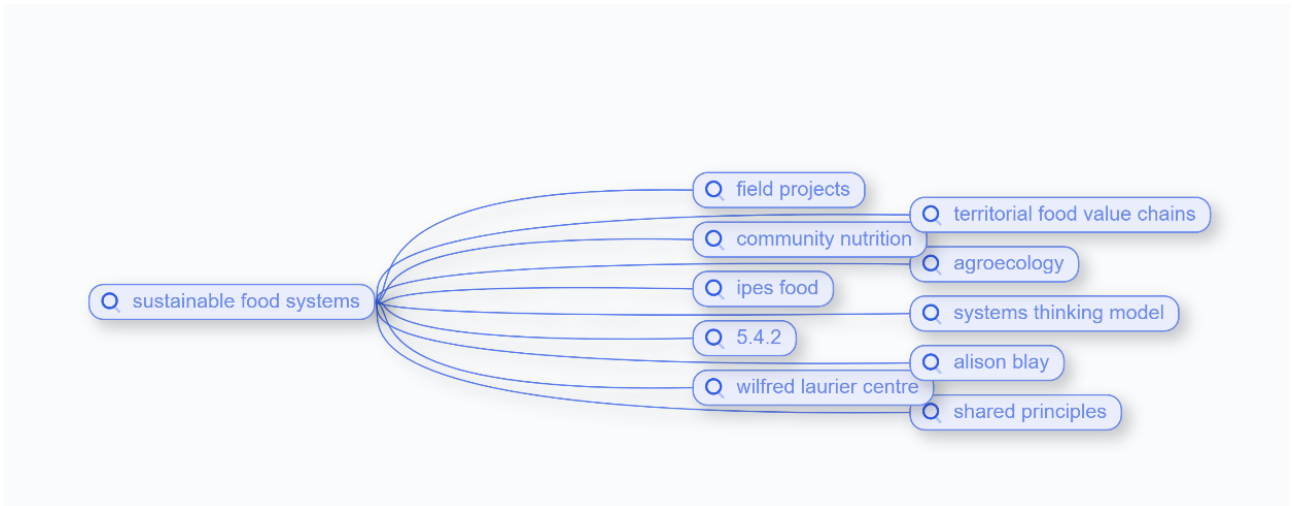 field projects
territorial food value chains
community nutrition
agroecology
sustainable food systems
ipes food
systems thinking model
5.4.2
alison blay
wilfred laurier centre
shared principles